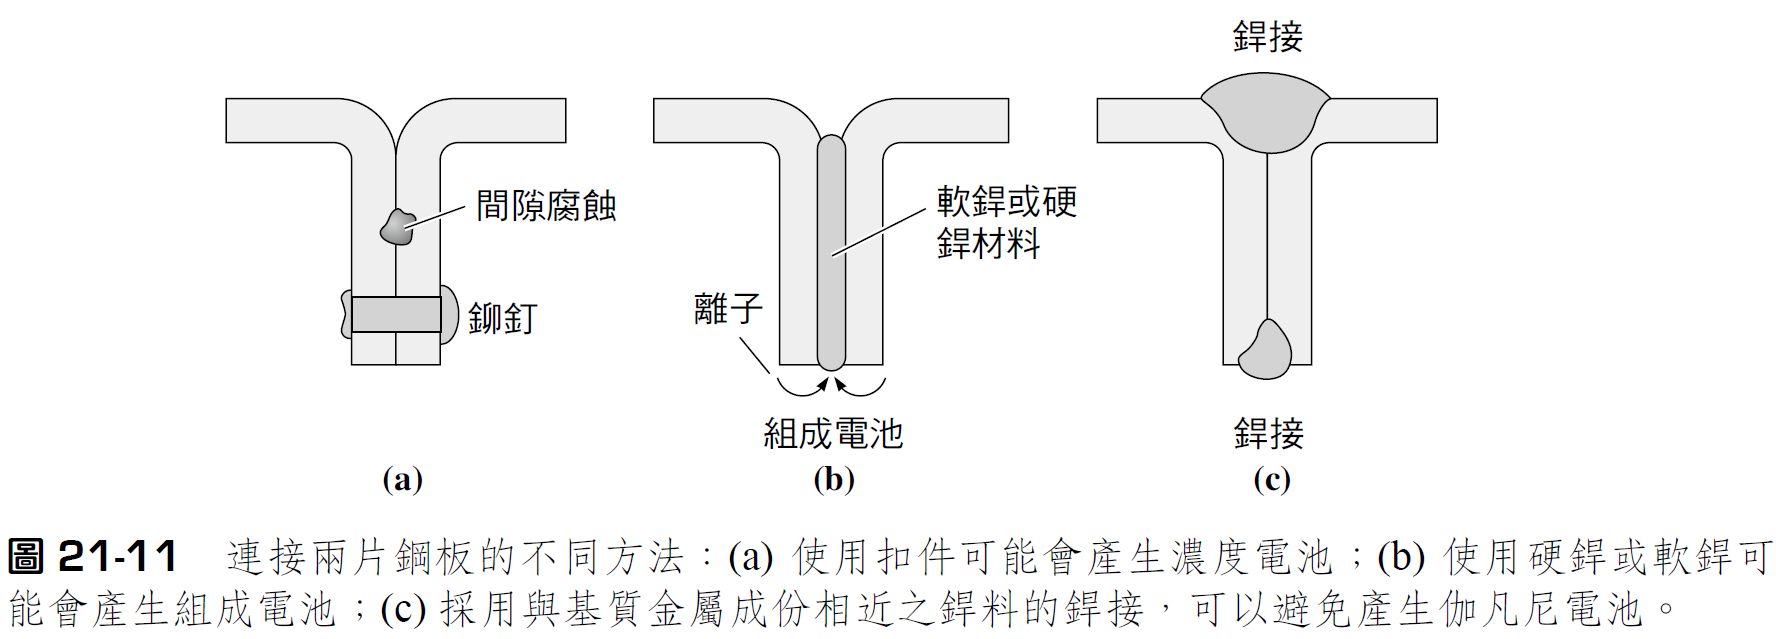 銲接
間隙腐蝕
鉚釘
(a)
軟銲或硬
銲材料
離子
組成電池
(b)
銲接
(c)
圖 21-11 連接兩片鋼板的不同方法：(a) 使用扣件可能會產生濃度電池；(b) 使用硬銲或軟銲可
能會產生組成電池；(c) 採用與基質金屬成份相近之銲料的銲接，可以避免產生伽凡尼電池。